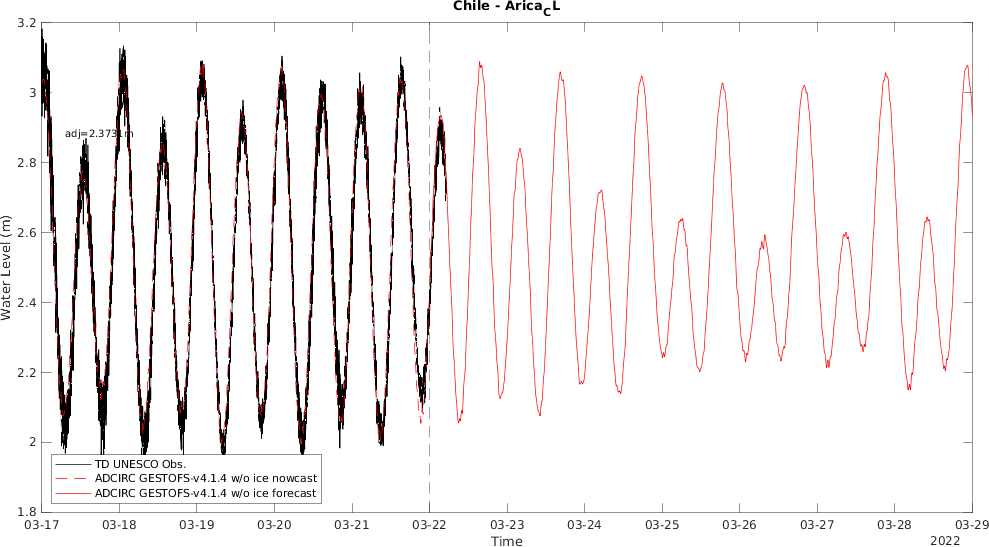 Chile - Arica_CL
3.2
3
2.8
2.6
2.4
2.2
2
1.8
Water Level (m)
adj=2.3731m
TD UNESCO Obs.
ADCIRC GESTOFS-v4.1.4 w/o ice nowcast
ADCIRC GESTOFS-v4.1.4 w/o ice forecast
03-17 03-18 03-19 03-20 03-21 03-22 03-23 03-24 03-25 03-26 03-27 03-28 03-29
Time
2022